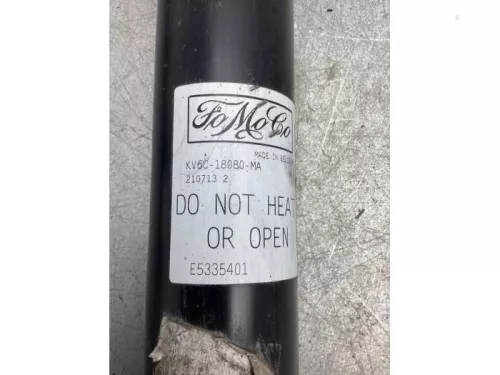 FoMoCo
MADE IN
KV6C-18080-MA
210713 2
DO NOT HEAT
OR OPEN
E5335401